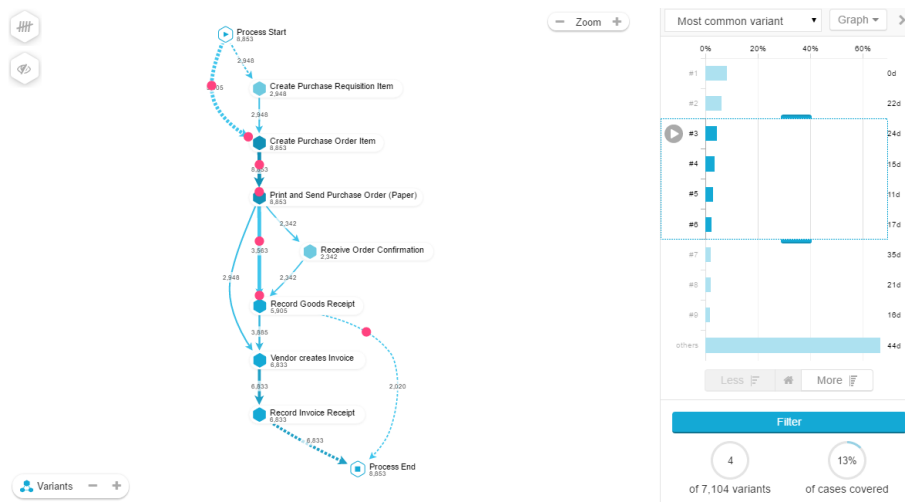 Process Start
8,853
2,948
Create Purchase Requisition Item
2,948
2,948
Create Purchase Order Item
8,853
Print and Send Purchase Order (Paper)
8,853
2,342
Receive Order Confirmation
2,342
2,948
2,342
Record Goods Receipt
5,905
3,885
Vendor creates Invoice
6,833
6,833
2,020
Record Invoice Receipt
6,833
6,833
Process End
8,853
Variants − +
− Zoom +
Most common variant
Graph
0% 20% 40% 60%
#1 0d
#2 22d
#3 24d
#4 15d
#5 11d
#6 17d
#7 35d
#8 21d
#9 16d
others 44d
Less More
Filter
4
of 7,104 variants
13%
of cases covered